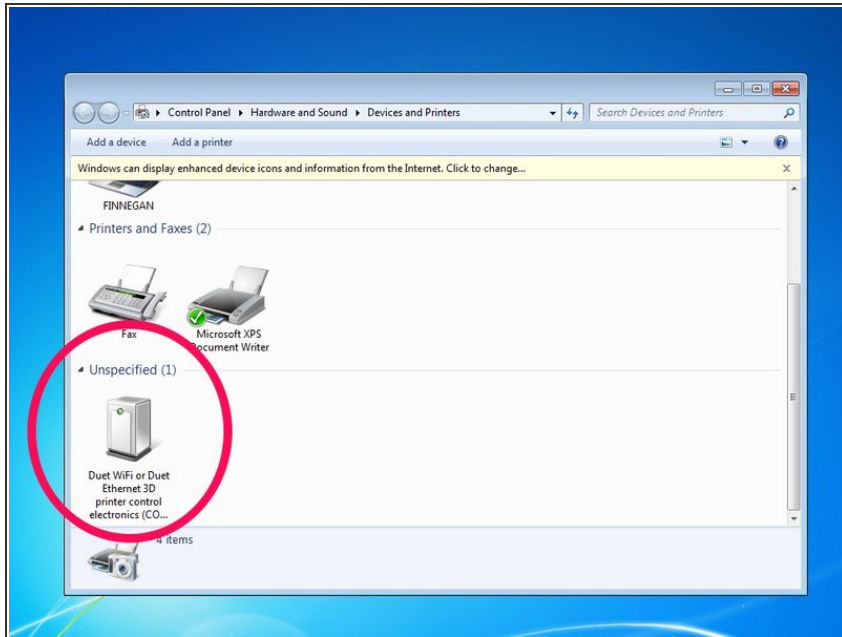 Control Panel ▸ Hardware and Sound ▸ Devices and Printers
Search Devices and Printers
Add a device Add a printer
Windows can display enhanced device icons and information from the Internet. Click to change...
FINNEGAN
Printers and Faxes (2)
Fax
Microsoft XPS
Document Writer
Unspecified (1)
Duet WiFi or Duet
Ethernet 3D
printer control
electronics (CO...
4 items